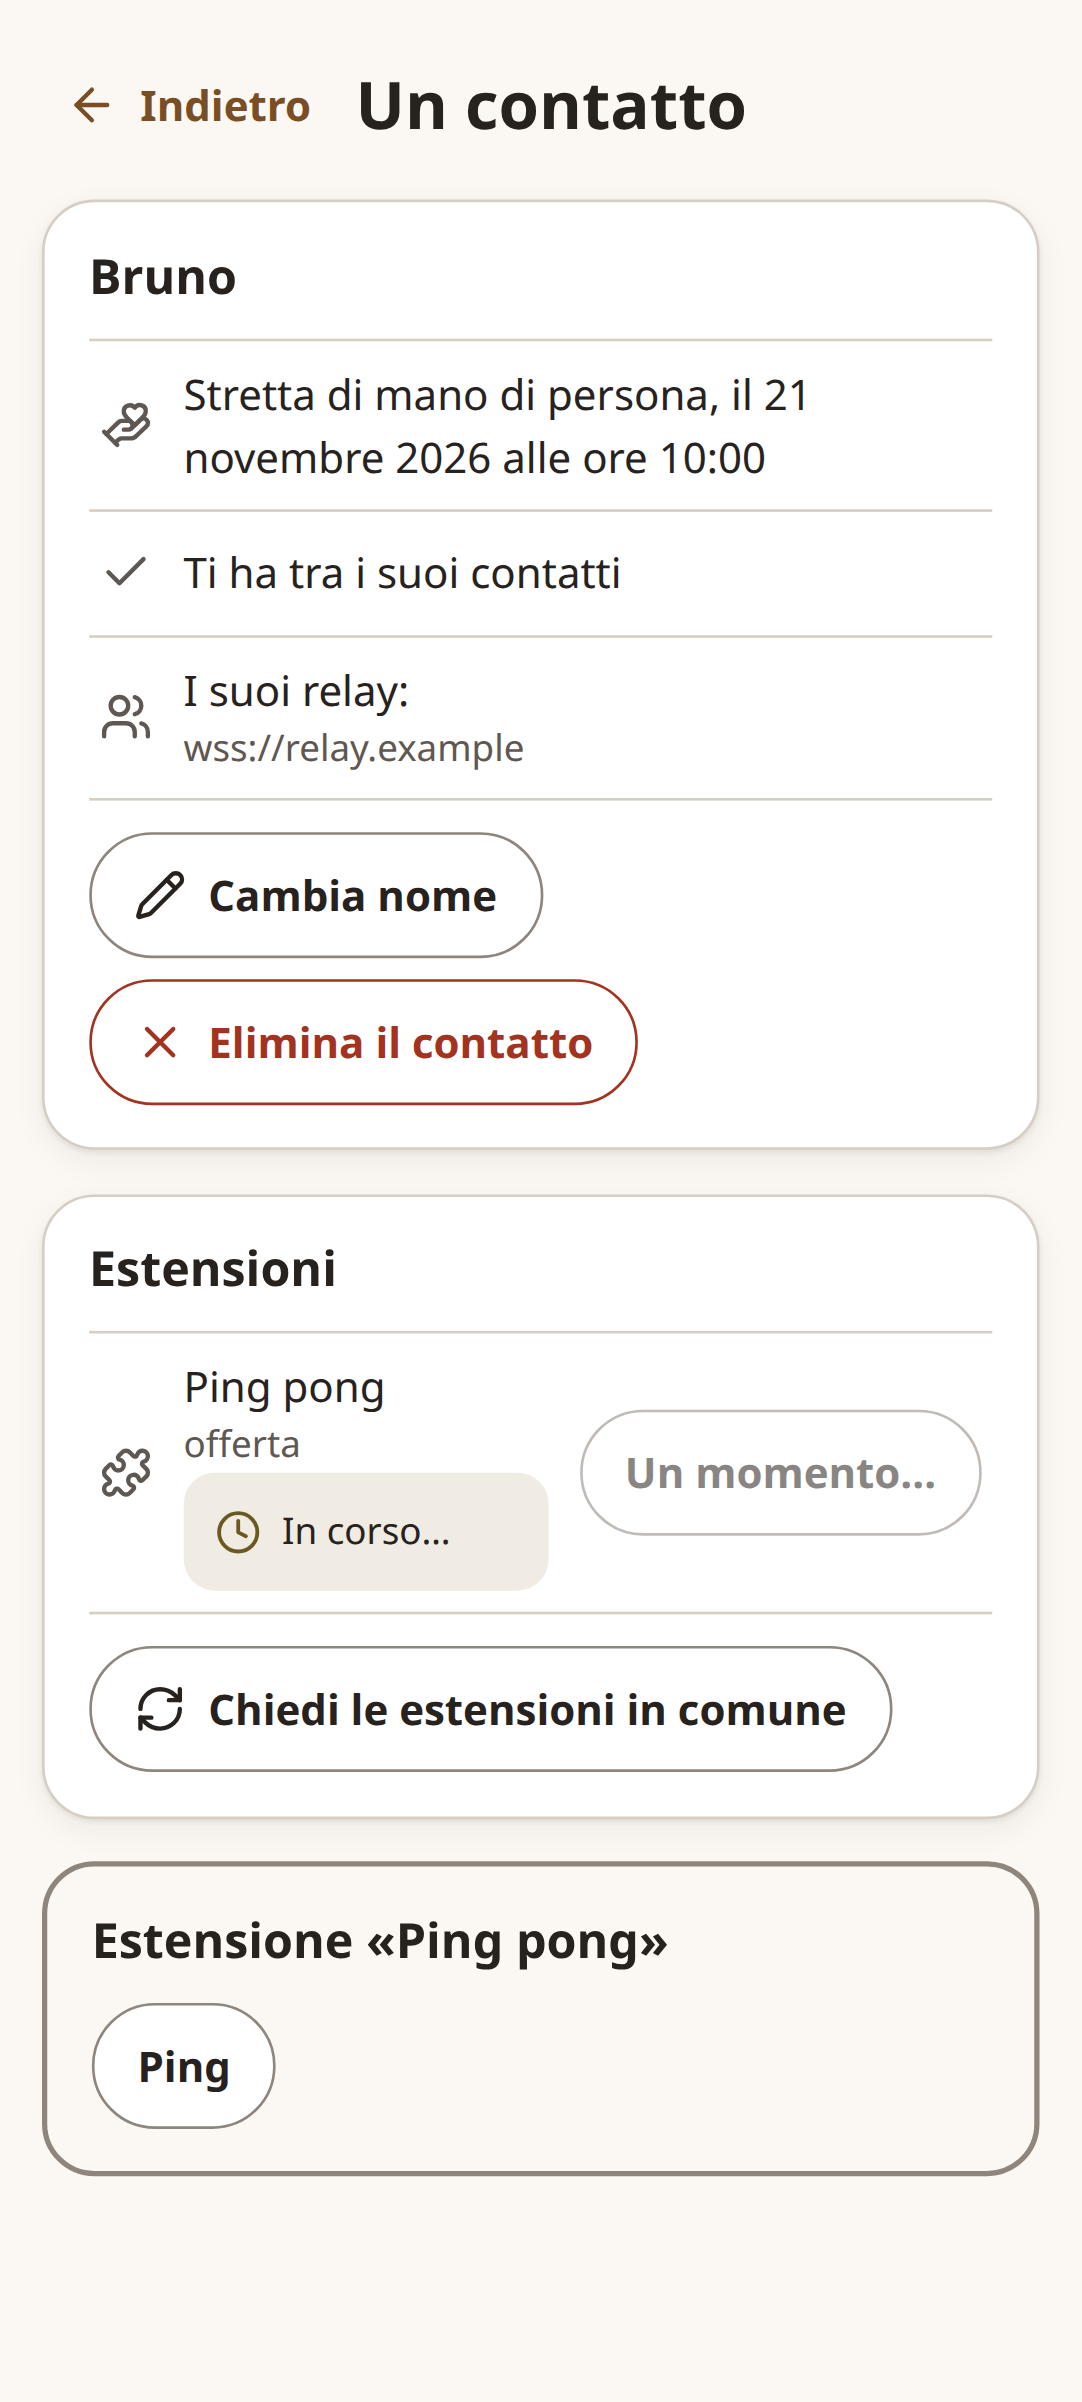 Indietro
Un contatto
Bruno
Stretta di mano di persona, il 21
novembre 2026 alle ore 10:00
Ti ha tra i suoi contatti
I suoi relay:
wss://relay.example
Cambia nome
Elimina il contatto
Estensioni
Ping pong
offerta
In corso…
Un momento…
Chiedi le estensioni in comune
Estensione «Ping pong»
Ping